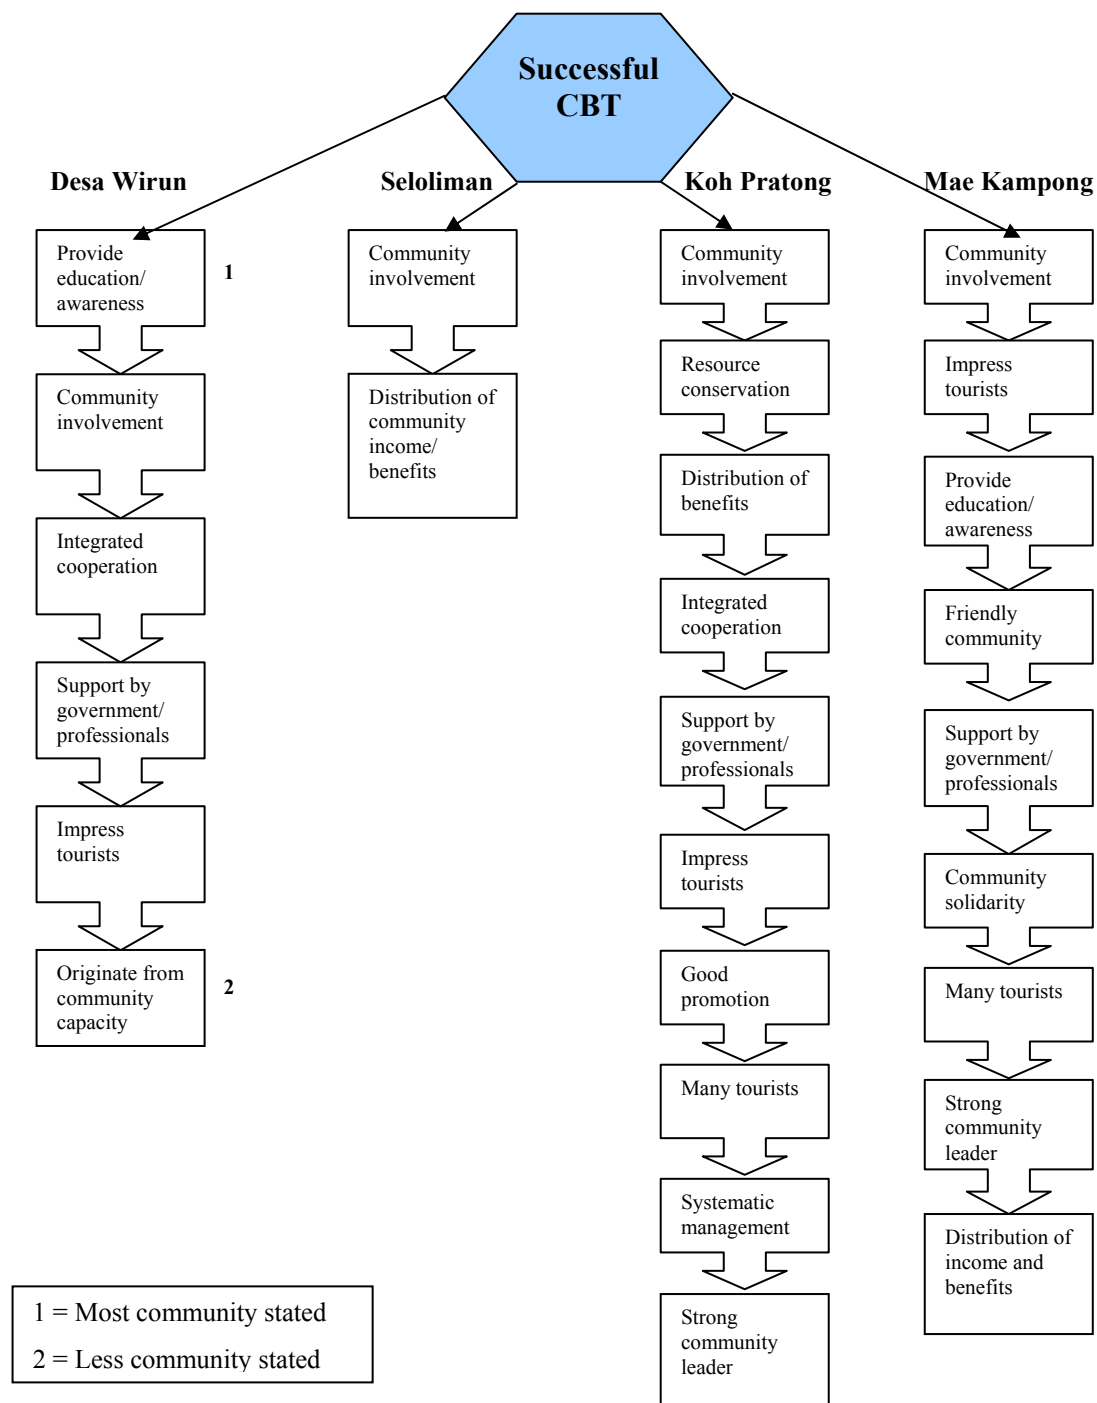 Successful
CBT
Desa Wirun
Seloliman
Koh Pratong
Mae Kampong
Provide
education/
awareness
1
Community
involvement
Integrated
cooperation
Support by
government/
professionals
Impress
tourists
Originate from
community
capacity
2
Community
involvement
Distribution of
community
income/
benefits
Community
involvement
Resource
conservation
Distribution of
benefits
Integrated
cooperation
Support by
government/
professionals
Impress
tourists
Good
promotion
Many tourists
Systematic
management
Strong
community
leader
Community
involvement
Impress
tourists
Provide
education/
awareness
Friendly
community
Support by
government/
professionals
Community
solidarity
Many tourists
Strong
community
leader
Distribution of
income and
benefits
1 = Most community stated
2 = Less community stated